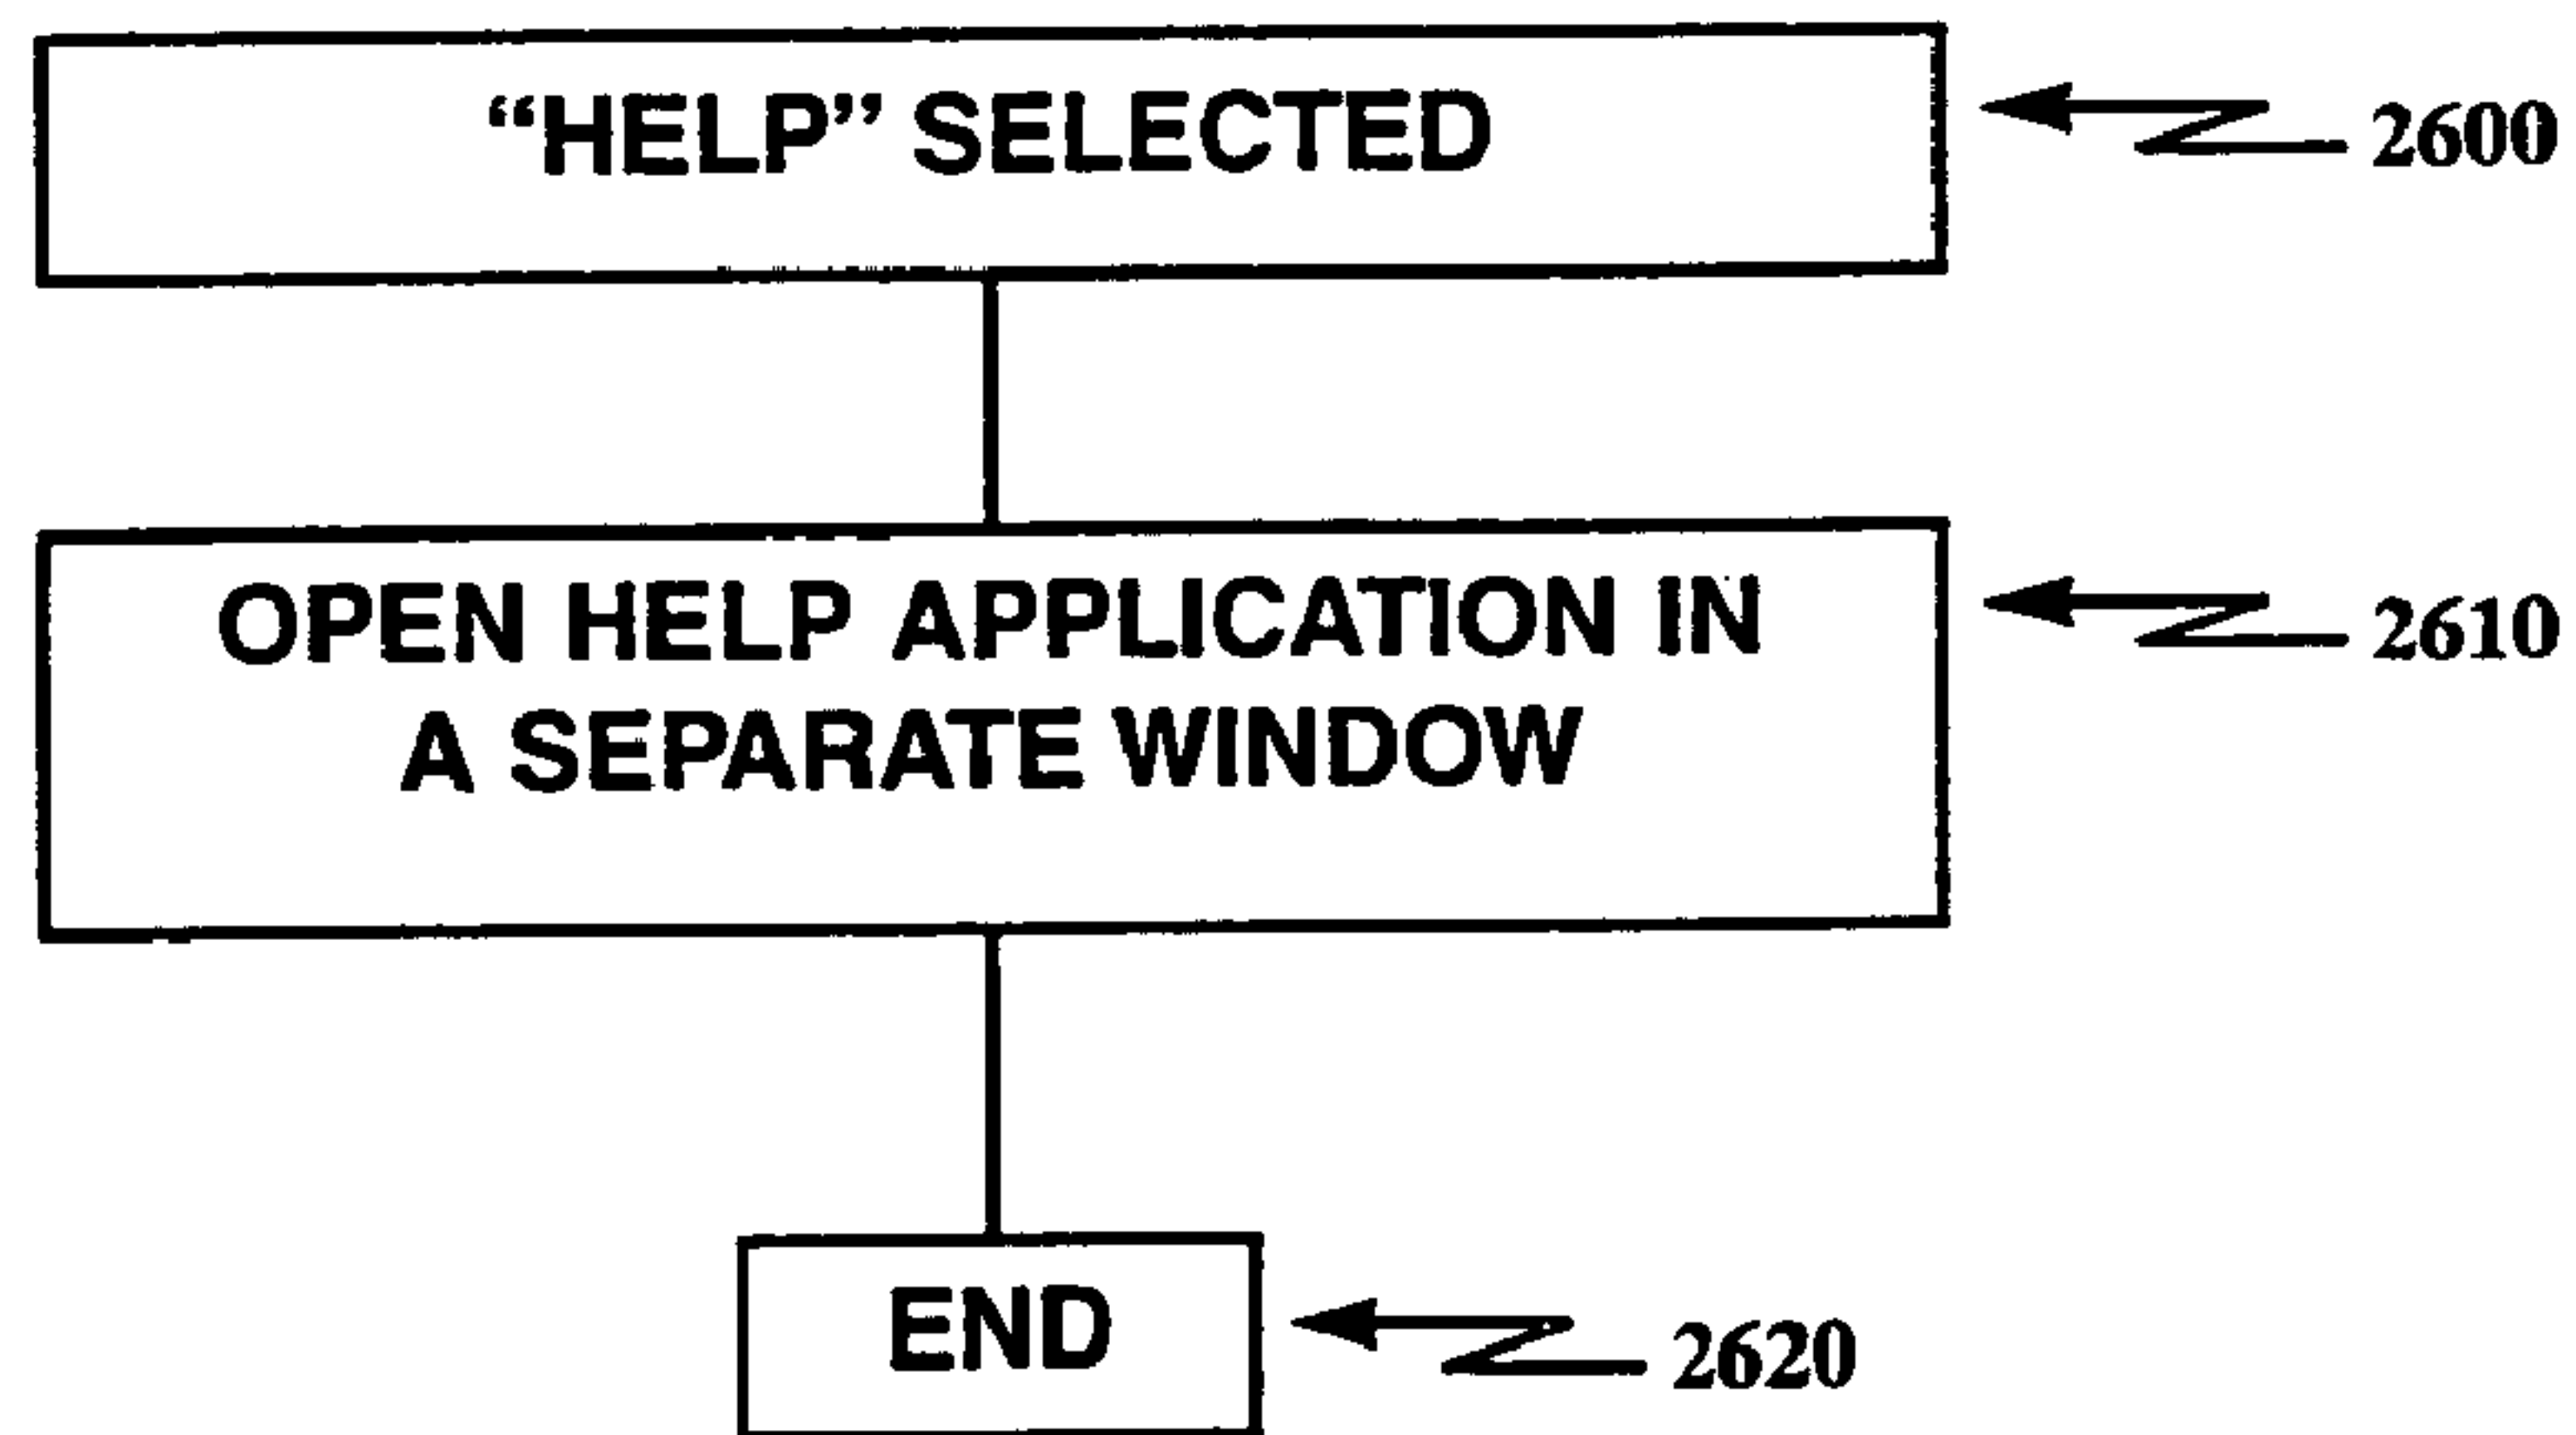 “HELP” SELECTED
2600
OPEN HELP APPLICATION IN
A SEPARATE WINDOW
2610
END
2620